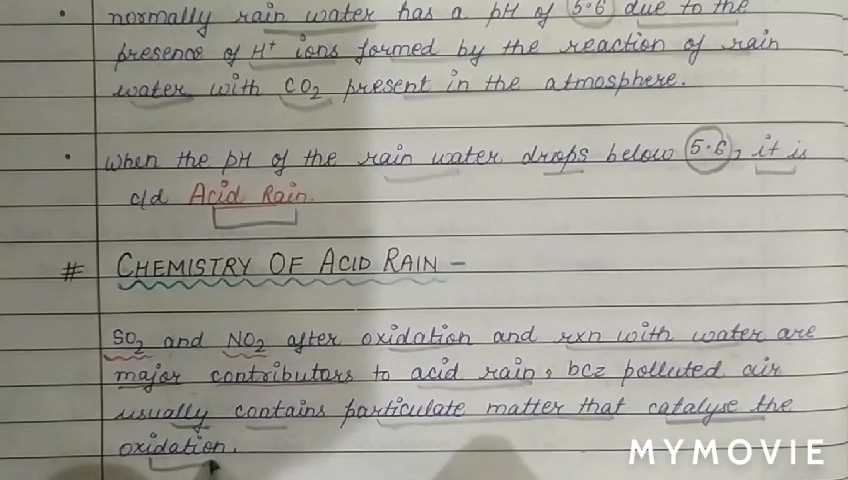 • normally rain water has a pH of 5.6 due to the
presence of H+ ions formed by the reaction of rain
water with CO2 present in the atmosphere.
• When the pH of the rain water drops below 5.6, it is
c/d Acid Rain.
# CHEMISTRY OF ACID RAIN -
SO2 and NO2 after oxidation and rxn with water are
major contributors to acid rain, bcz polluted air
usually contains particulate matter that catalyse the
oxidation.
MYMOVIE